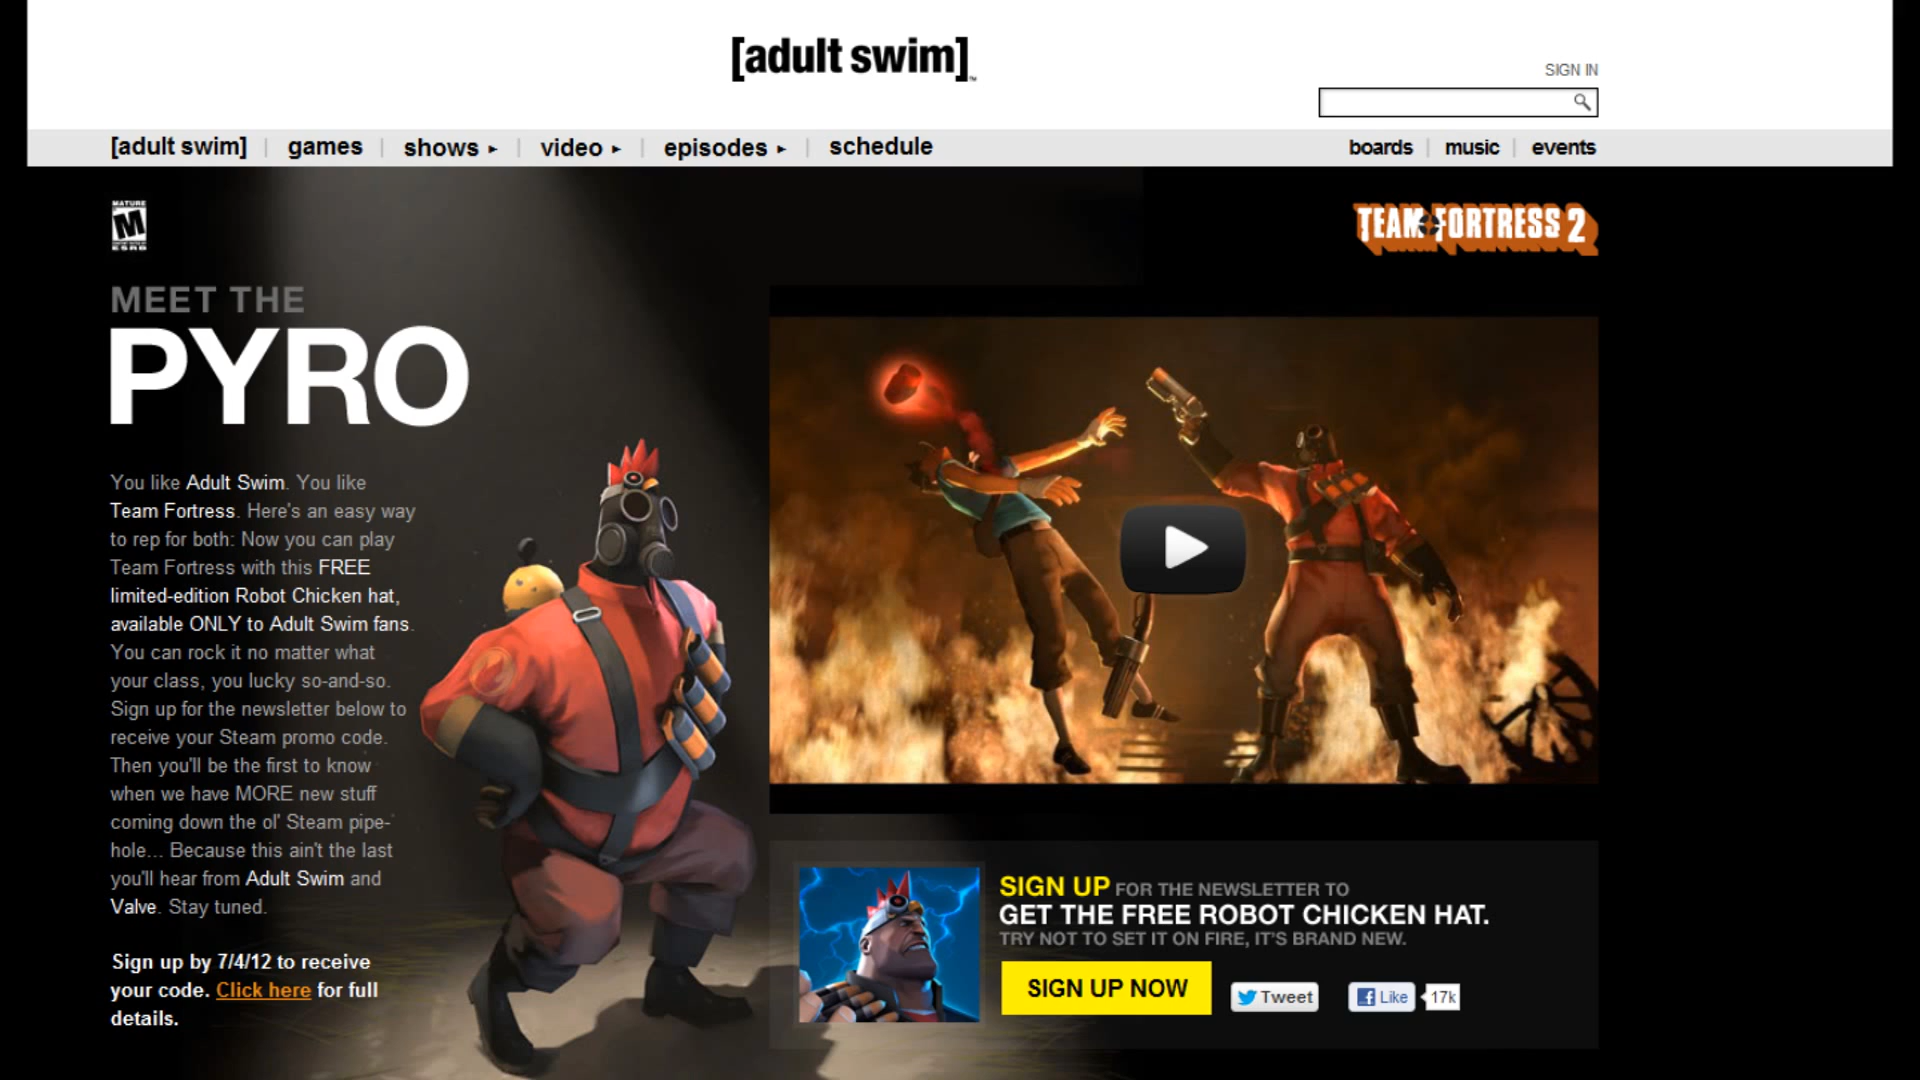 [adult swim]™
SIGN IN
[adult swim] games shows video episodes schedule boards music events
MATURE
M
ESRB
TEAM FORTRESS 2
MEET THE
PYRO
You like Adult Swim. You like
Team Fortress. Here's an easy way
to rep for both: Now you can play
Team Fortress with this FREE
limited-edition Robot Chicken hat,
available ONLY to Adult Swim fans.
You can rock it no matter what
your class, you lucky so-and-so.
Sign up for the newsletter below to
receive your Steam promo code.
Then you'll be the first to know
when we have MORE new stuff
coming down the ol' Steam pipe-
hole... Because this ain't the last
you'll hear from Adult Swim and
Valve. Stay tuned.
Sign up by 7/4/12 to receive
your code. Click here for full
details.
SIGN UP FOR THE NEWSLETTER TO
GET THE FREE ROBOT CHICKEN HAT.
TRY NOT TO SET IT ON FIRE, IT'S BRAND NEW.
SIGN UP NOW
Tweet
Like
17k